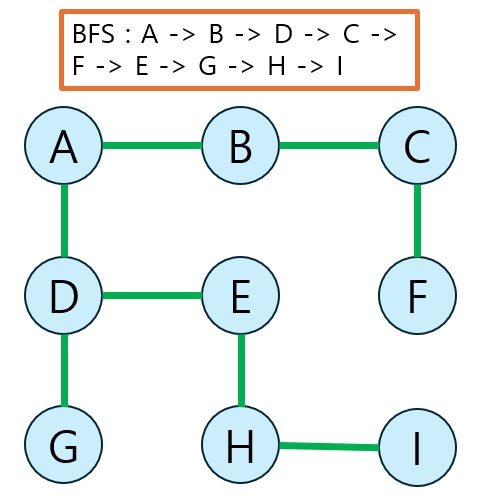 BFS : A -> B -> D -> C ->
F -> E -> G -> H -> I
A B C
D E F
G H I